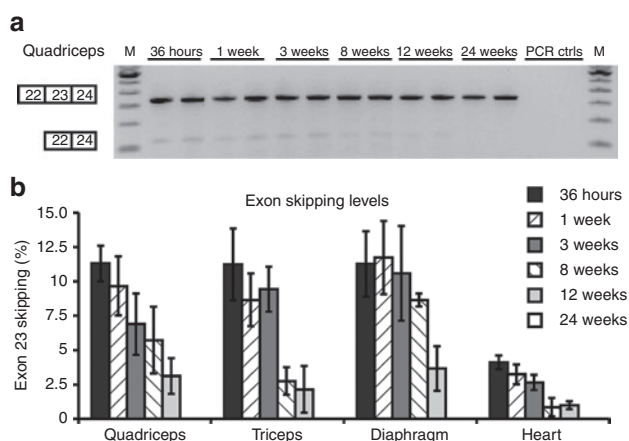 a
Quadriceps M 36 hours 1 week 3 weeks 8 weeks 12 weeks 24 weeks PCR ctrls M
22 23 24
22 24
b
Exon skipping levels
Exon 23 skipping (%)
15.0
12.5
10
7.5
5
2.5
0
Quadriceps Triceps Diaphragm Heart
36 hours
1 week
3 weeks
8 weeks
12 weeks
24 weeks